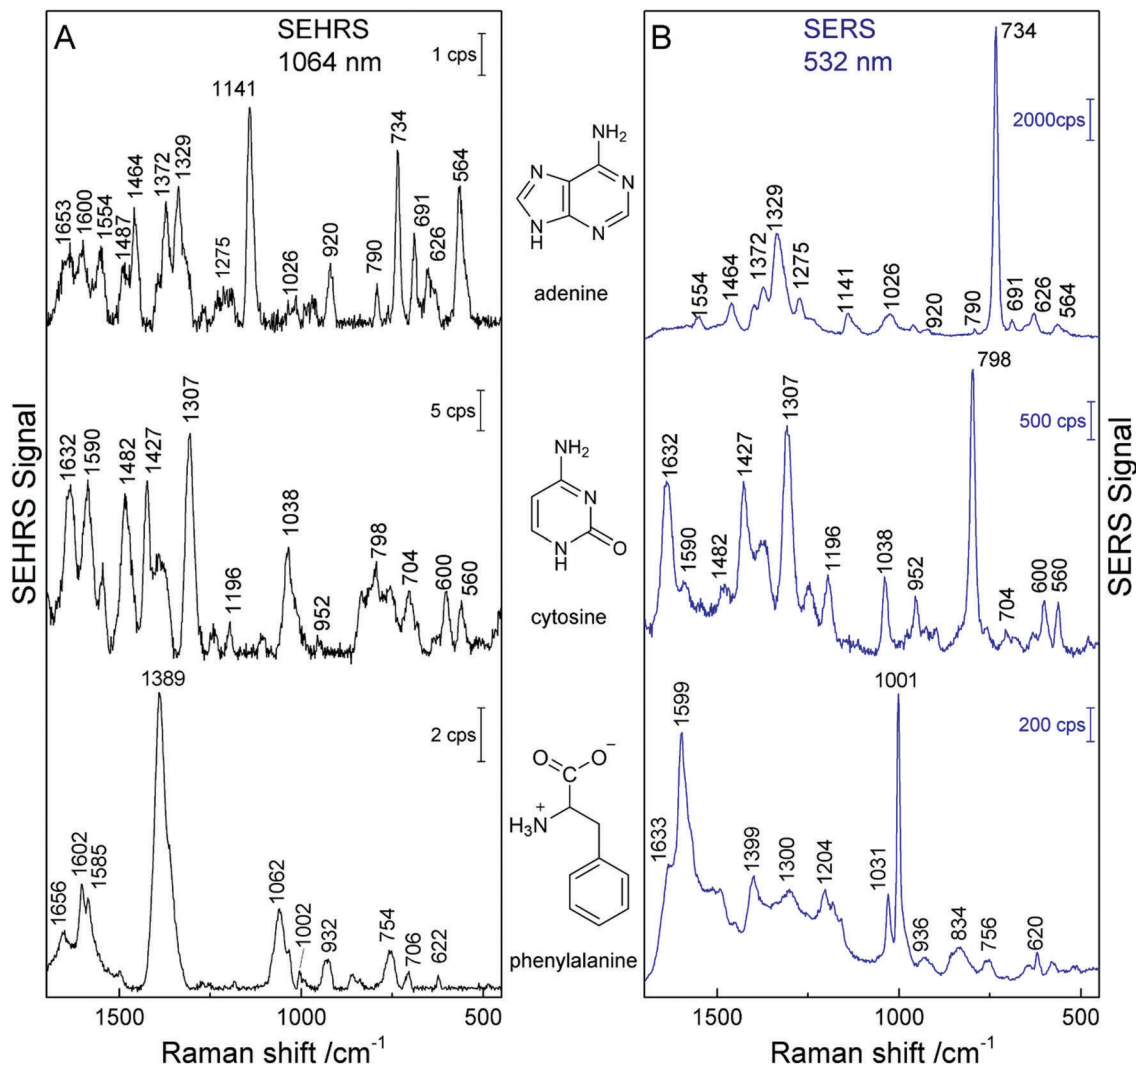 A
SEHRS
1064 nm
1 cps
1653
1600
1554
1487
1464
1372
1329
1275
1141
1026
920
790
734
691
626
564
NH₂
N
N
N
NH
adenine
B
SERS
532 nm
2000cps
1554
1464
1372
1329
1275
1141
1026
920
790
734
691
626
564
5 cps
1632
1590
1482
1427
1307
1196
1038
952
798
704
600
560
NH₂
N
NH
O
cytosine
500 cps
1632
1590
1482
1427
1307
1196
1038
952
798
704
600
560
2 cps
1656
1602
1585
1389
1062
1002
932
754
706
622
O
O⁻
C
H₃N⁺
phenylalanine
200 cps
1633
1599
1399
1300
1204
1031
1001
936
834
756
620
SEHRS Signal
SERS Signal
1500
1000
500
Raman shift /cm⁻¹
1500
1000
500
Raman shift /cm⁻¹